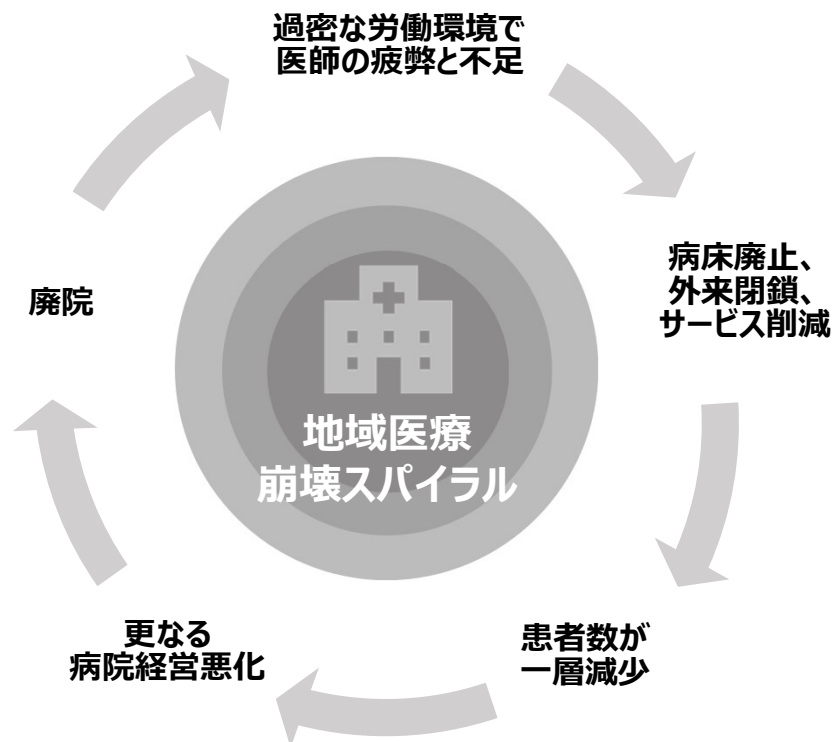 過密な労働環境で
医師の疲弊と不足
病床廃止、
外来閉鎖、
サービス削減
患者数が
一層減少
更なる
病院経営悪化
廃院
地域医療
崩壊スパイラル